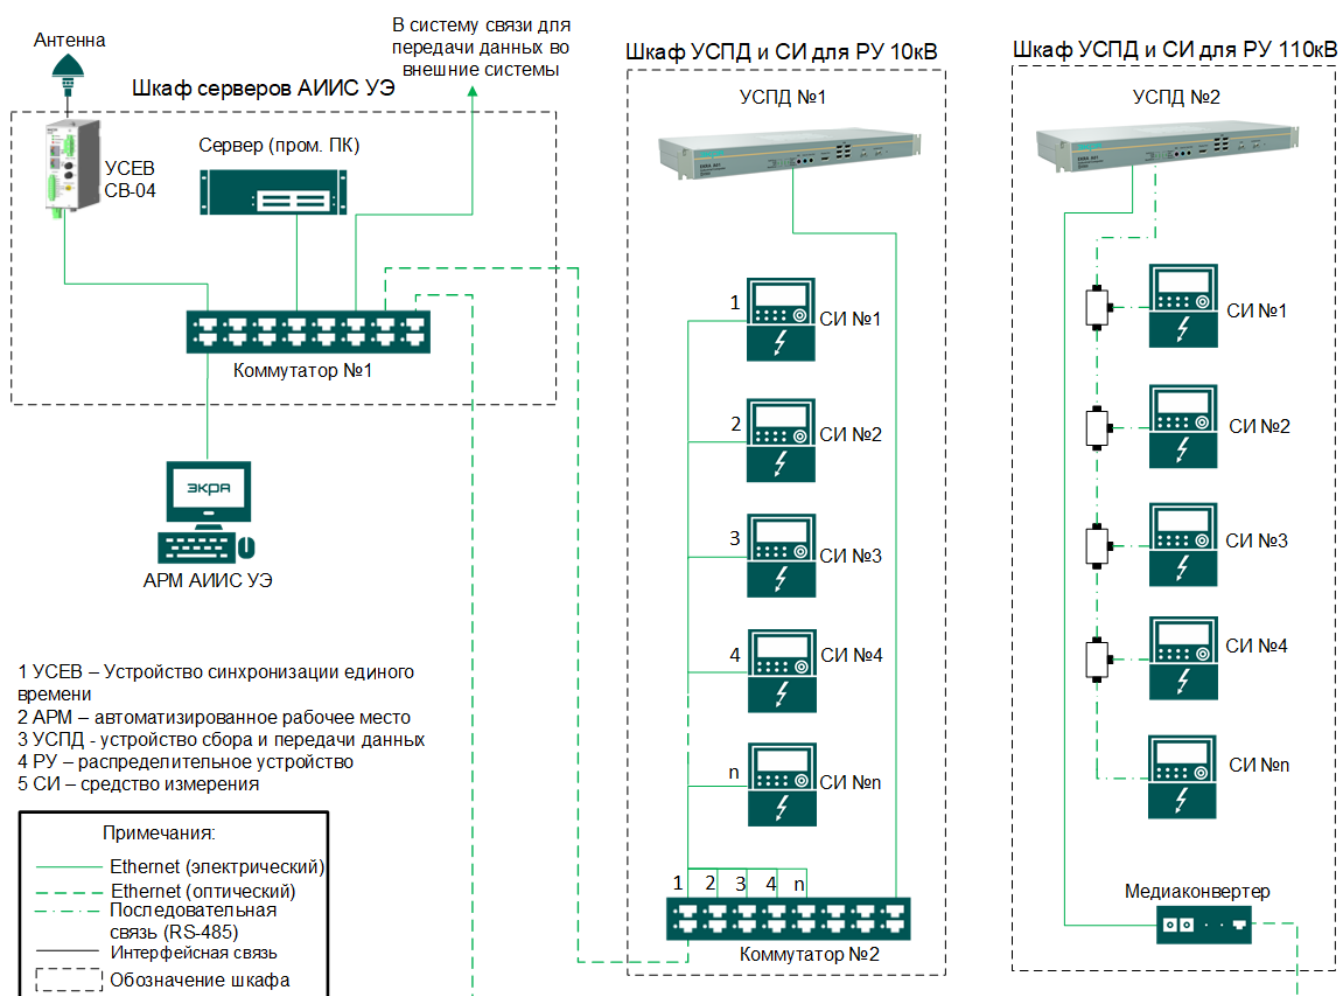 Антенна
В систему связи для
передачи данных во
внешние системы
Шкаф серверов АИИС УЭ
УСЕВ
СВ-04
Сервер (пром. ПК)
Коммутатор №1
экра
АРМ АИИС УЭ
1 УСЕВ – Устройство синхронизации единого
времени
2 АРМ – автоматизированное рабочее место
3 УСПД - устройство сбора и передачи данных
4 РУ – распределительное устройство
5 СИ – средство измерения
Примечания:
Ethernet (электрический)
Ethernet (оптический)
Последовательная
связь (RS-485)
Интерфейсная связь
Обозначение шкафа
Шкаф УСПД и СИ для РУ 10кВ
УСПД №1
1
СИ №1
2
СИ №2
3
СИ №3
4
СИ №4
n
СИ №n
1 2 3 4 n
Коммутатор №2
Шкаф УСПД и СИ для РУ 110кВ
УСПД №2
СИ №1
СИ №2
СИ №3
СИ №4
СИ №n
Медиаконвертер